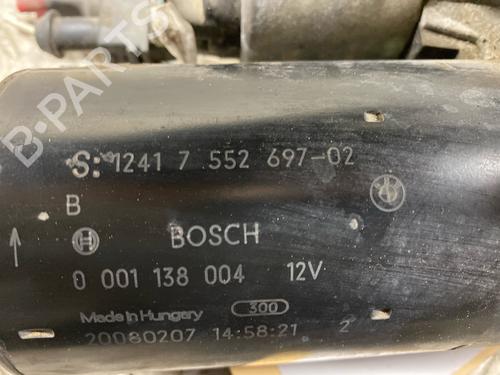 B-PARTS
S: 1241 7 552 697-02
B
BOSCH
0 001 138 004 12V
Made in Hungary 300
20080207 14:58:21 2